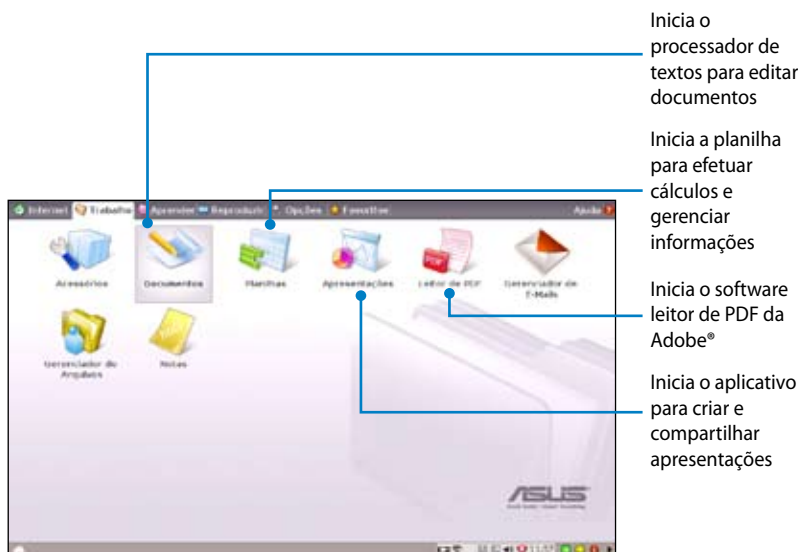 Inicia o
processador de
textos para editar
documentos
Inicia a planilha
para efetuar
cálculos e
gerenciar
informações
Internet Trabalho Aprender Reproduzir Opções Favoritos Ajuda
Acessórios Documentos Planilhas Apresentações Leitor de PDF Gerenciador de
E-Mails
Inicia o software
leitor de PDF da
Adobe®
Gerenciador de
Arquivos Notas
Inicia o aplicativo
para criar e
compartilhar
apresentações
PDF
ASUS